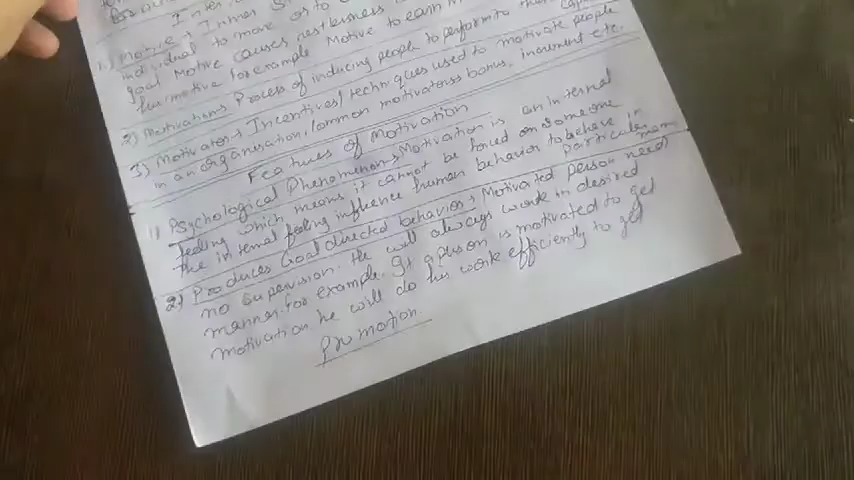 1) Motive → Inner
individual to move or to
goal Motive causes restlessness
for example Motive to earn
2) Motivation → Process of inducing people to perform to
3) Motivators → Incentives/techniques used to motivate people
in an organisation, common motivators bonus, increment etc.
Features of Motivation
1) Psychological Phenomenon → Motivation is an internal
feeling which means it cannot be forced on someone
the internal feeling influence human behavior to behave in
particular
2) Produces Goal directed behavior → Motivated person need
no supervision. He will always work in desired
manner. for example. If a person is motivated to get
motivation he will do his work efficiently to get
Promotion.